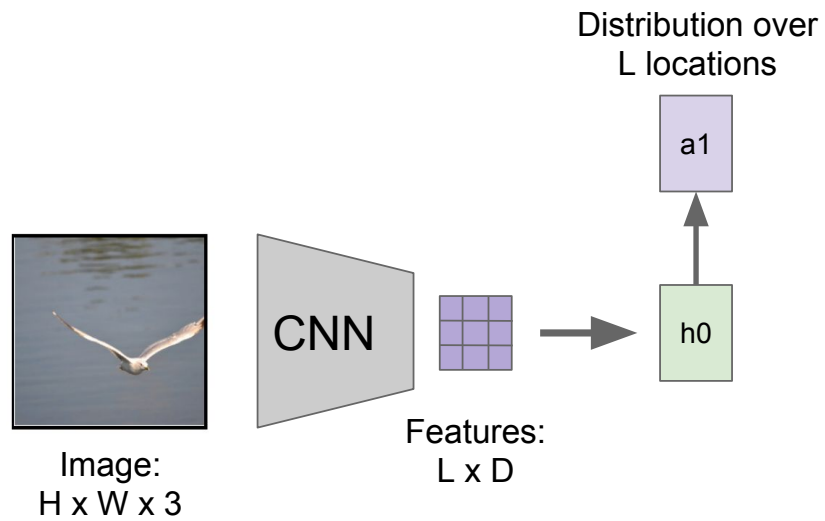 Distribution over
L locations
a1
CNN
h0
Features:
L x D
Image:
H x W x 3